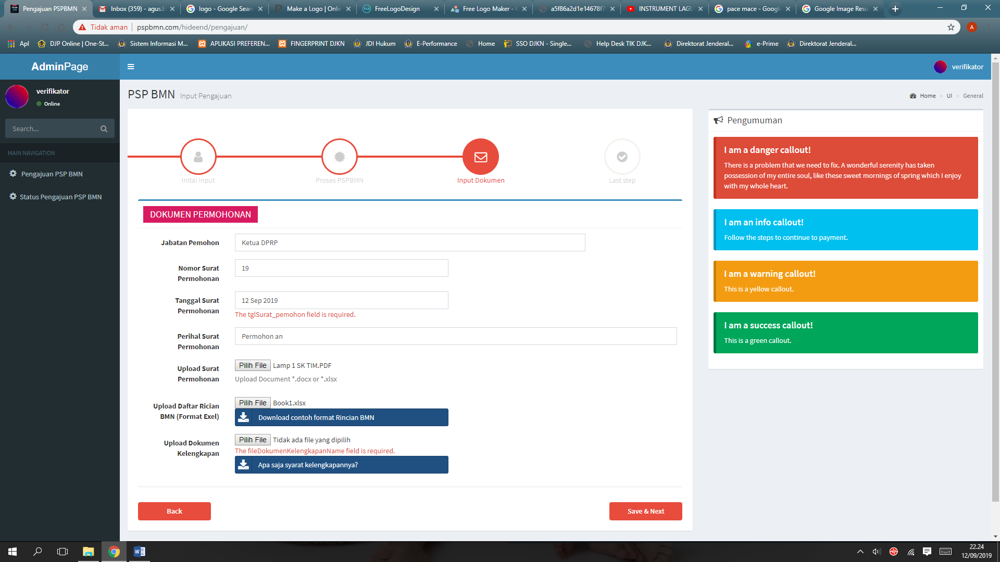 Pengajuan PSPBMN
Inbox (359) - agus.b
logo - Google Sear
Make a Logo | Onlin
FreeLogoDesign
Free Logo Maker -
a5f86a2d1e14678f7
INSTRUMENT LAGU
pace mace - Google
Google Image Resu
Tidak aman | pspbmn.com/hideend/pengajuan/
A
Apl
DJP Online | One-St...
Sistem Informasi M...
APLIKASI PREFEREN...
FINGERPRINT DJKN
JDI Hukum
E-Performance
Home
SSO DJKN - Single...
Help Desk TIK DJK...
Direktorat Jenderal...
e-Prime
Direktorat Jenderal...
AdminPage
verifikator
verifikator
Online
Search...
MAIN NAVIGATION
Pengajuan PSP BMN
Status Pengajuan PSP BMN
PSP BMN Input Pengajuan
Home > UI > General
Inital Input
Proses PSPBMN
Input Dokumen
Last step
DOKUMEN PERMOHONAN
Jabatan Pemohon
Ketua DPRP
Nomor Surat
Permohonan
19
Tanggal Surat
Permohonan
12 Sep 2019
The tglSurat_pemohon field is required.
Perihal Surat
Permohonan
Permohon an
Upload Surat
Permohonan
Pilih File Lamp 1 SK TIM.PDF
Upload Document *.docx or *.xlsx
Upload Daftar Rician
BMN (Format Exel)
Pilih File Book1.xlsx
Download contoh format Rincian BMN
Upload Dokumen
Kelengkapan
Pilih File Tidak ada file yang dipilih
The fileDokumenKelengkapanName field is required.
Apa saja syarat kelengkapannya?
Back
Save & Next
Pengumuman
I am a danger callout!
There is a problem that we need to fix. A wonderful serenity has taken
possession of my entire soul, like these sweet mornings of spring which I enjoy
with my whole heart.
I am an info callout!
Follow the steps to continue to payment.
I am a warning callout!
This is a yellow callout.
I am a success callout!
This is a green callout.
22.24
12/09/2019